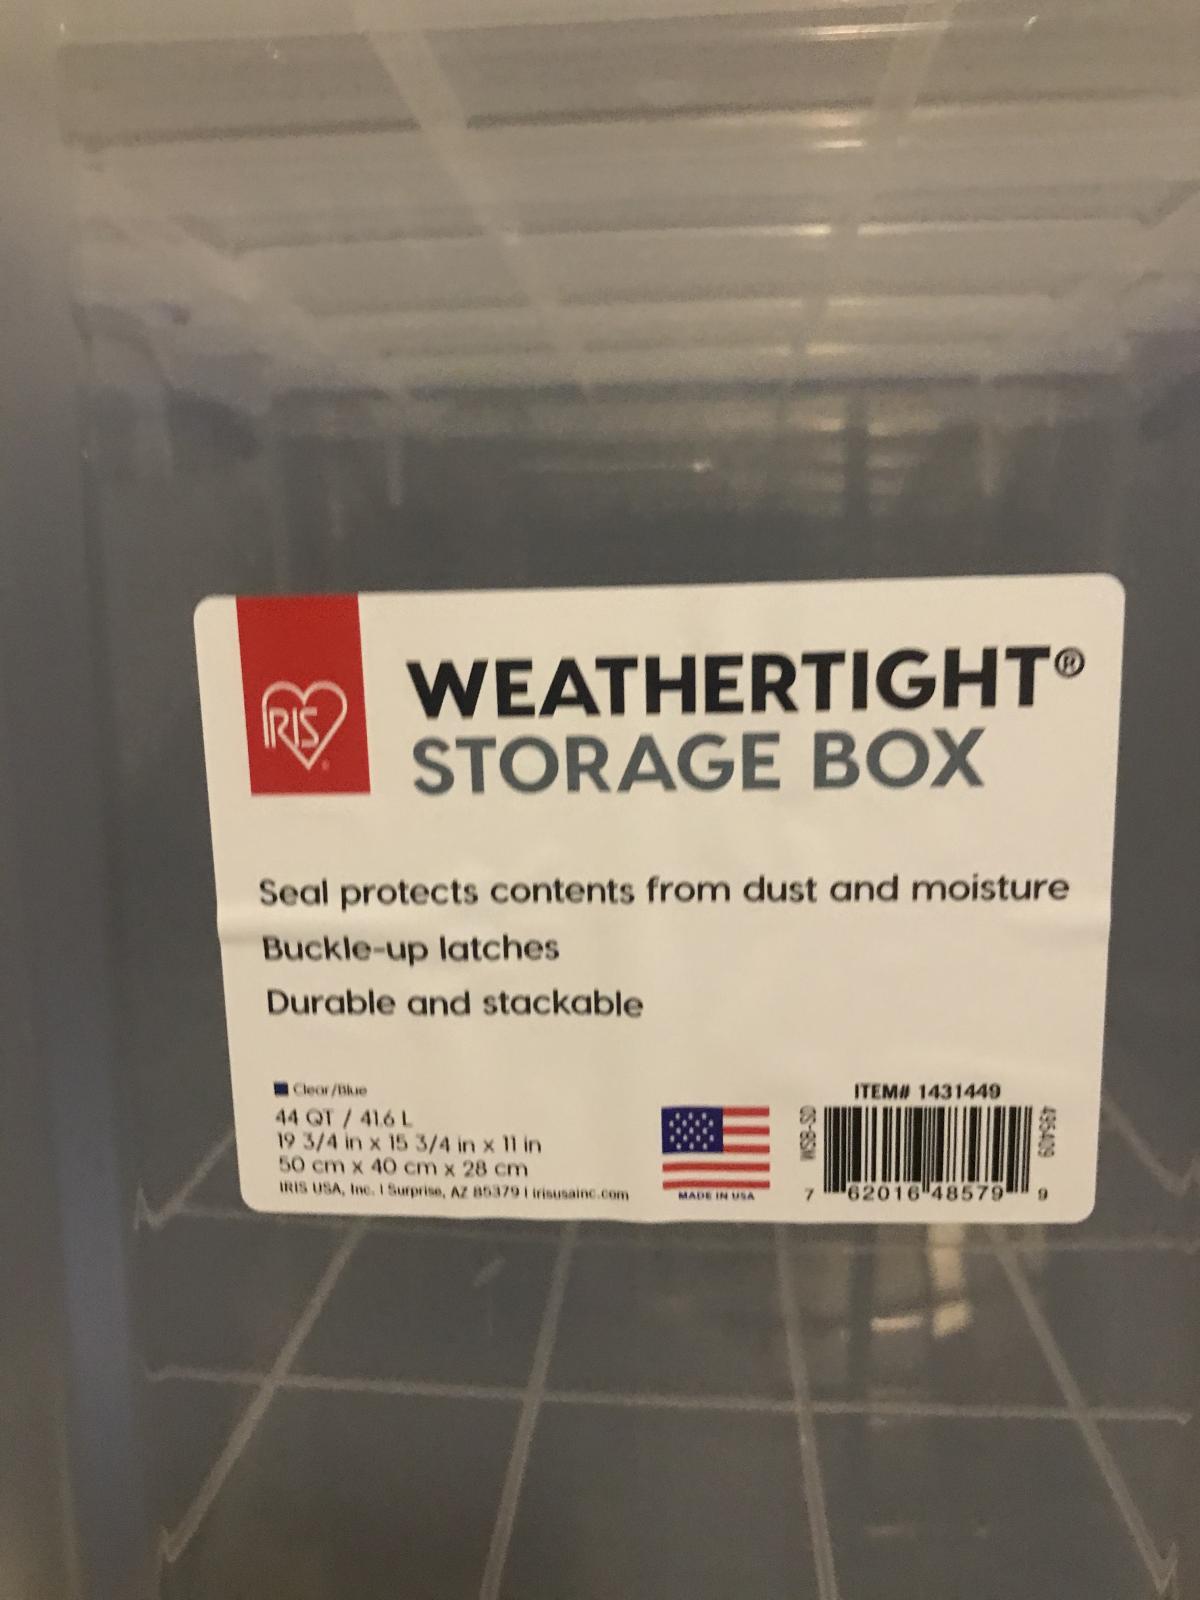 IRIS
WEATHERTIGHT®
STORAGE BOX
Seal protects contents from dust and moisture
Buckle-up latches
Durable and stackable
Clear/Blue
44 QT / 41.6 L
19 3/4 in x 15 3/4 in x 11 in
50 cm x 40 cm x 28 cm
IRIS USA, Inc. | Surprise, AZ 85379 | irisusainc.com
MADE IN USA
ITEM# 1431449
495409
7 62016 48579 9